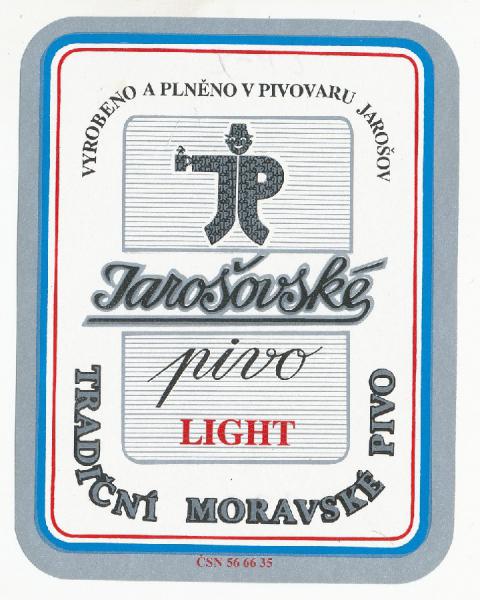 VYROBENO A PLNĚNO V PIVOVARU JAROŠOV
JP
Jarošovské
pivo
LIGHT
TRADIČNÍ MORAVSKÉ PIVO
ČSN 56 66 35